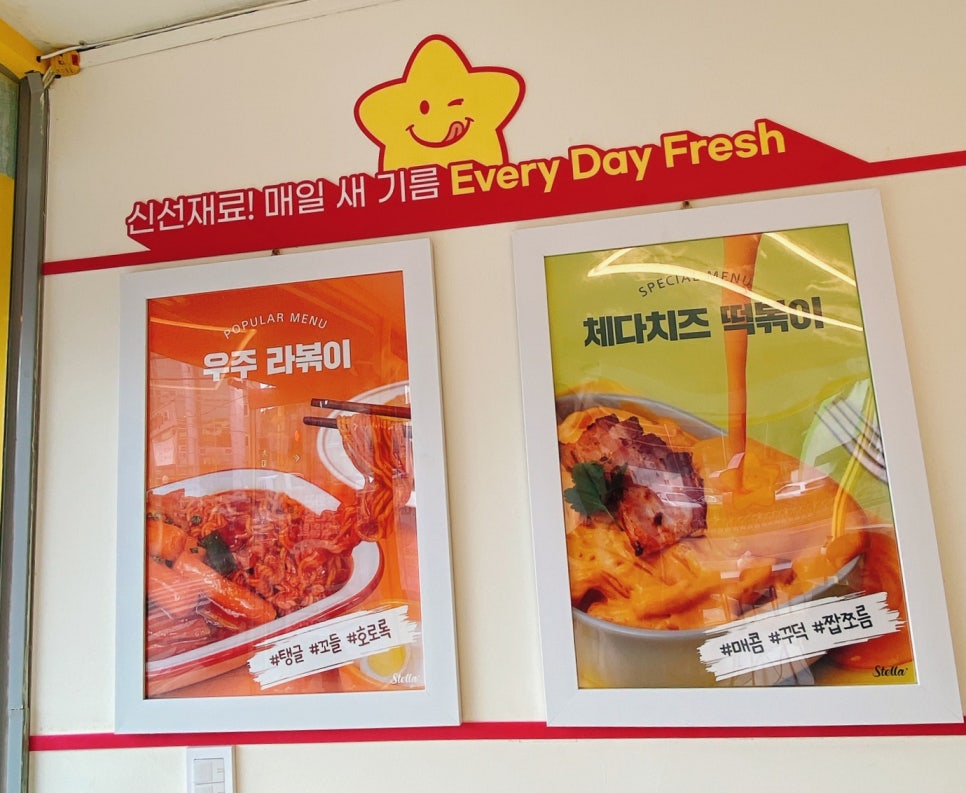 신선재료! 매일 새 기름 Every Day Fresh
POPULAR MENU
우주 라볶이
#탱글 #꼬들 #호로록
Stella
SPECIAL MENU
체다치즈 떡볶이
#매콤 #꾸덕 #짭쪼름
Stella